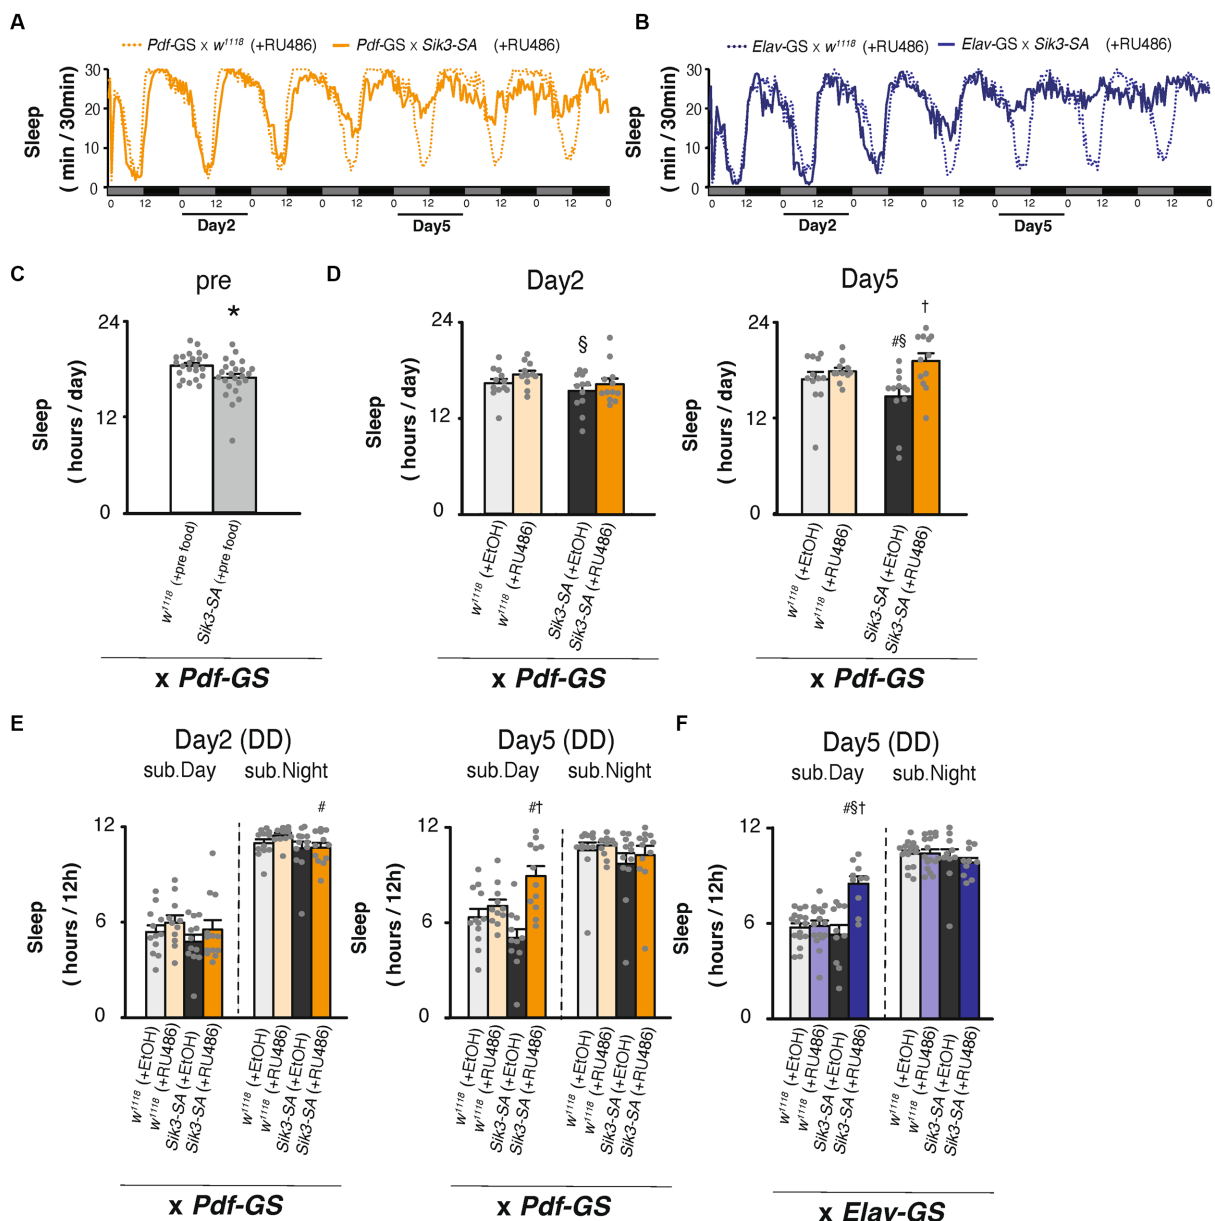 A
Pdf-GS x w1118 (+RU486) Pdf-GS x Sik3-SA (+RU486)
Sleep
( min / 30min)
30
20
10
0
0 12 0 12 0 12 0 12 0 12 0 12 0 12 0
Day2 Day5
B
Elav-GS x w1118 (+RU486) Elav-GS x Sik3-SA (+RU486)
Sleep
( min / 30min)
30
20
10
0
0 12 0 12 0 12 0 12 0 12 0 12 0 12 0
Day2 Day5
C
pre
*
Sleep
( hours / day)
24
12
0
w1118 (+pre food)
Sik3-SA (+pre food)
x Pdf-GS
D
Day2
§
Sleep
( hours / day)
24
12
0
w1118 (+EtOH)
w1118 (+RU486)
Sik3-SA (+EtOH)
Sik3-SA (+RU486)
x Pdf-GS
Day5
#§
†
Sleep
( hours / day)
24
12
0
w1118 (+EtOH)
w1118 (+RU486)
Sik3-SA (+EtOH)
Sik3-SA (+RU486)
x Pdf-GS
E
Day2 (DD)
sub.Day sub.Night
#
Sleep
( hours / 12h)
12
6
0
w1118 (+EtOH)
w1118 (+RU486)
Sik3-SA (+EtOH)
Sik3-SA (+RU486)
w1118 (+EtOH)
w1118 (+RU486)
Sik3-SA (+EtOH)
Sik3-SA (+RU486)
x Pdf-GS
Day5 (DD)
sub.Day sub.Night
#†
Sleep
( hours / 12h)
12
6
0
w1118 (+EtOH)
w1118 (+RU486)
Sik3-SA (+EtOH)
Sik3-SA (+RU486)
w1118 (+EtOH)
w1118 (+RU486)
Sik3-SA (+EtOH)
Sik3-SA (+RU486)
x Pdf-GS
F
Day5 (DD)
sub.Day sub.Night
#§†
Sleep
( hours / 12h)
12
6
0
w1118 (+EtOH)
w1118 (+RU486)
Sik3-SA (+EtOH)
Sik3-SA (+RU486)
w1118 (+EtOH)
w1118 (+RU486)
Sik3-SA (+EtOH)
Sik3-SA (+RU486)
x Elav-GS